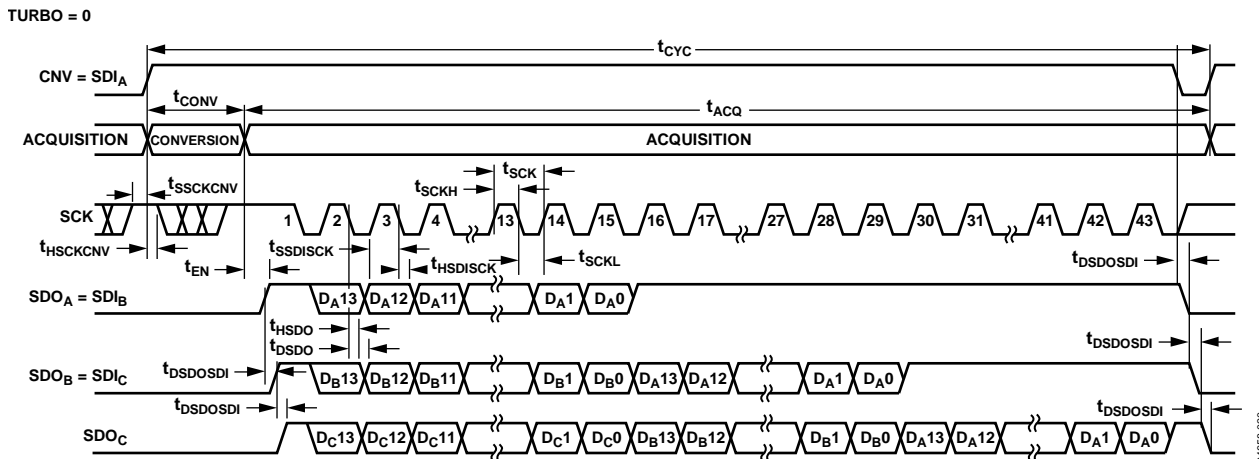 TURBO = 0
tCYC
CNV = SDIA
tCONV
tACQ
ACQUISITION CONVERSION ACQUISITION
tSCK
tSSCKCNV
tSCKH
SCK 1 2 3 4 13 14 15 16 17 27 28 29 30 31 41 42 43
tHSCKCNV
tSSDISCK
tHSDISCK
tSCKL
tEN
tDSDOSDI
SDOA = SDIB DA13 DA12 DA11 DA1 DA0
tHSDO
tDSDO
tDSDOSDI
tDSDOSDI
SDOB = SDIC DB13 DB12 DB11 DB1 DB0 DA13 DA12 DA1 DA0
tDSDOSDI
tDSDOSDI
SDOC DC13 DC12 DC11 DC1 DC0 DB13 DB12 DB1 DB0 DA13 DA12 DA1 DA0